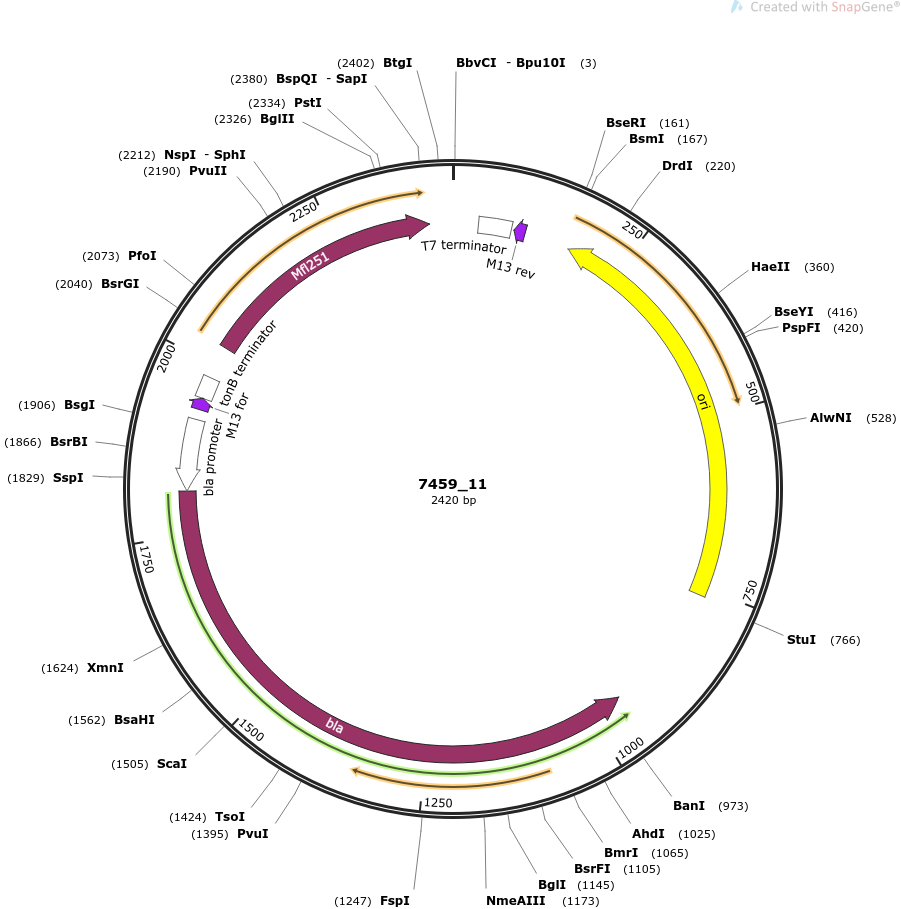 Created with SnapGene®
(2402) BtgI
BbvCI - Bpu10I (3)
(2380) BspQI - SapI
(2334) PstI
(2326) BglII
BseRI (161)
BsmI (167)
(2212) NspI - SphI
DrdI (220)
(2190) PvuII
2250
250
T7 terminator
M13 rev
(2073) PfoI
Mfl251
HaeII (360)
(2040) BsrGI
BseYI (416)
PspFI (420)
2000
tonB terminator
500
(1906) BsgI
M13 for
ori
AlwNI (528)
(1866) BsrBI
bla promoter
(1829) SspI
7459_11
2420 bp
1750
750
StuI (766)
(1624) XmnI
(1562) BsaHI
bla
1500
1000
(1505) ScaI
1250
BanI (973)
(1424) TsoI
(1395) PvuI
AhdI (1025)
BmrI (1065)
BsrFI (1105)
BglI (1145)
(1247) FspI
NmeAIII (1173)